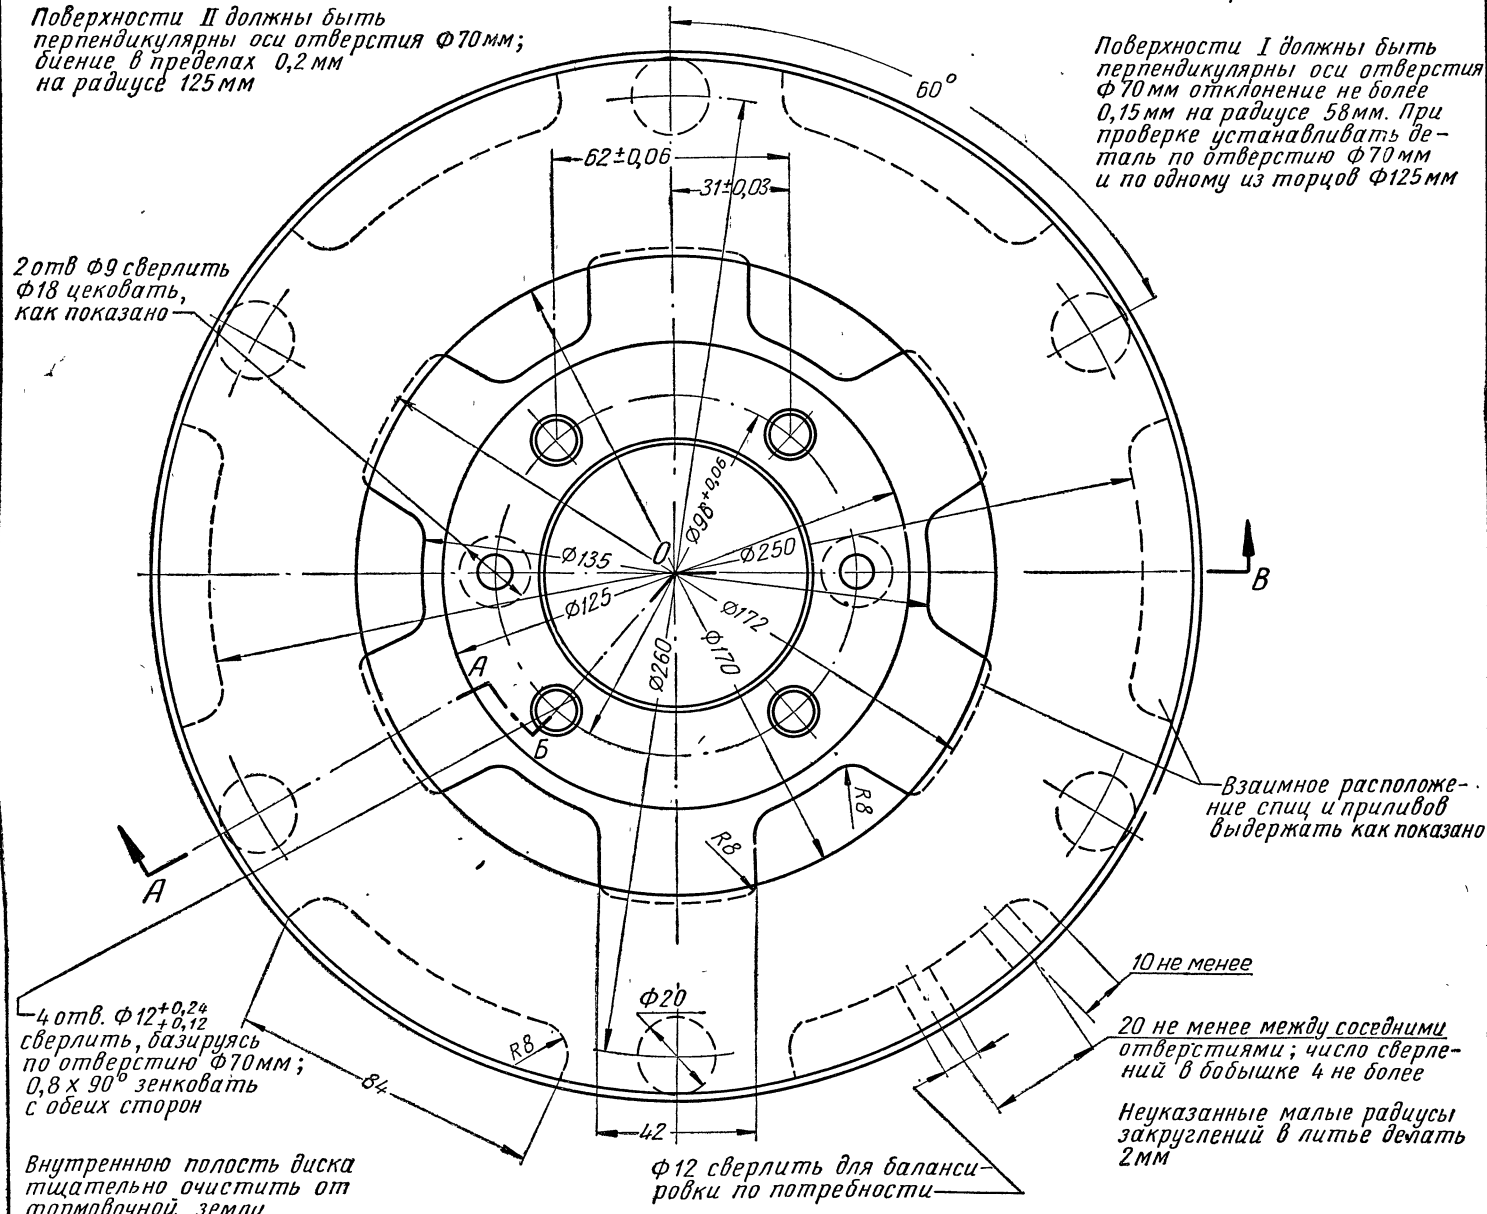 Поверхности II должны быть
перпендикулярны оси отверстия Ф70мм;
биение в пределах 0,2мм
на радиусе 125мм
60°
Поверхности I должны быть
перпендикулярны оси отверстия
Ф70мм отклонение не более
0,15мм на радиусе 58мм. При
проверке устанавливать де-
таль по отверстию Ф70мм
и по одному из торцов Ф125мм
62±0,06
31±0,03
2 отв Ф9 сверлить
Ф18 цековать,
как показано
Ф98+0,06
О
Ф135
Ф250
Ф125
Ф172
Ф170
Ф260
В
А
Б
R8
R8
А
Взаимное расположе-
ние спиц и приливов
выдержать как показано
10 не менее
4 отв. Ф12 +0,24 +0,12
сверлить, базируясь
по отверстию Ф70мм;
0,8 х 90° зенковать
с обеих сторон
Ф20
R8
84
42
20 не менее между соседними
отверстиями; число сверле-
ний в бобышке 4 не более
Неуказанные малые радиусы
закруглений в литье делать
2мм
Внутреннюю полость диска
тщательно очистить от
формовочной земли
Ф12 сверлить для баланси-
ровки по потребности